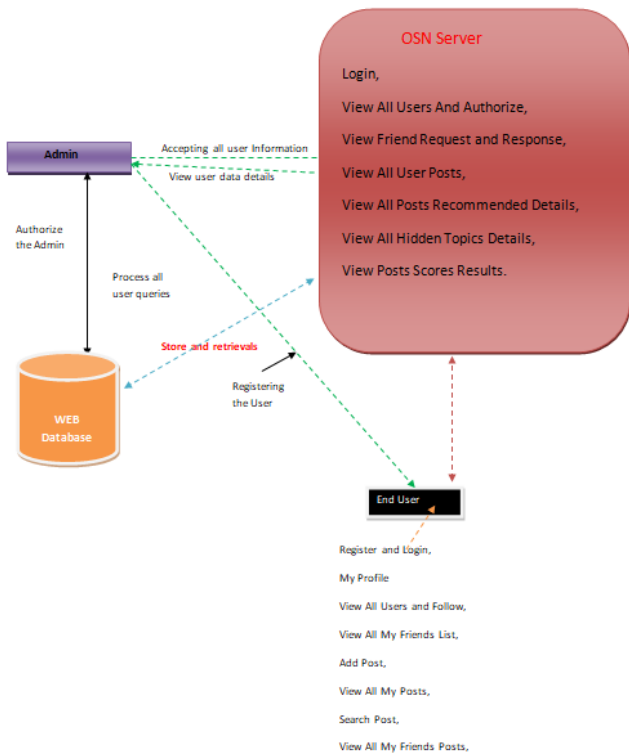 OSN Server
Login,
View All Users And Authorize,
View Friend Request and Response,
View All User Posts,
View All Posts Recommended Details,
View All Hidden Topics Details,
View Posts Scores Results.
Admin
Accepting all user Information
View user data details
Authorize
the Admin
Process all
user queries
Store and retrievals
Registering
the User
WEB
Database
End User
Register and Login,
My Profile
View All Users and Follow,
View All My Friends List,
Add Post,
View All My Posts,
Search Post,
View All My Friends Posts,